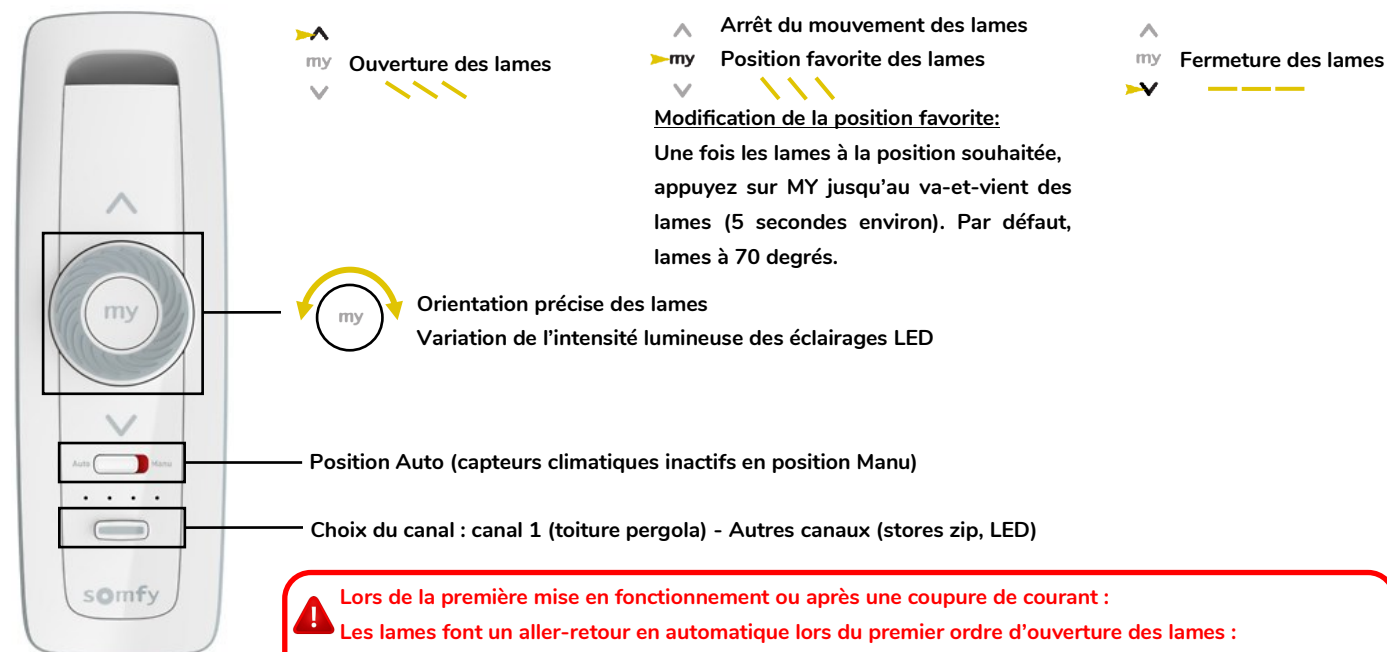 my
Ouverture des lames
Arrêt du mouvement des lames
my
Position favorite des lames
my
Fermeture des lames
Modification de la position favorite:
Une fois les lames à la position souhaitée,
appuyez sur MY jusqu’au va-et-vient des
lames (5 secondes environ). Par défaut,
lames à 70 degrés.
my
my
Orientation précise des lames
Variation de l’intensité lumineuse des éclairages LED
Auto
Manu
Position Auto (capteurs climatiques inactifs en position Manu)
Choix du canal : canal 1 (toiture pergola) - Autres canaux (stores zip, LED)
somfy
Lors de la première mise en fonctionnement ou après une coupure de courant :
Les lames font un aller-retour en automatique lors du premier ordre d’ouverture des lames :